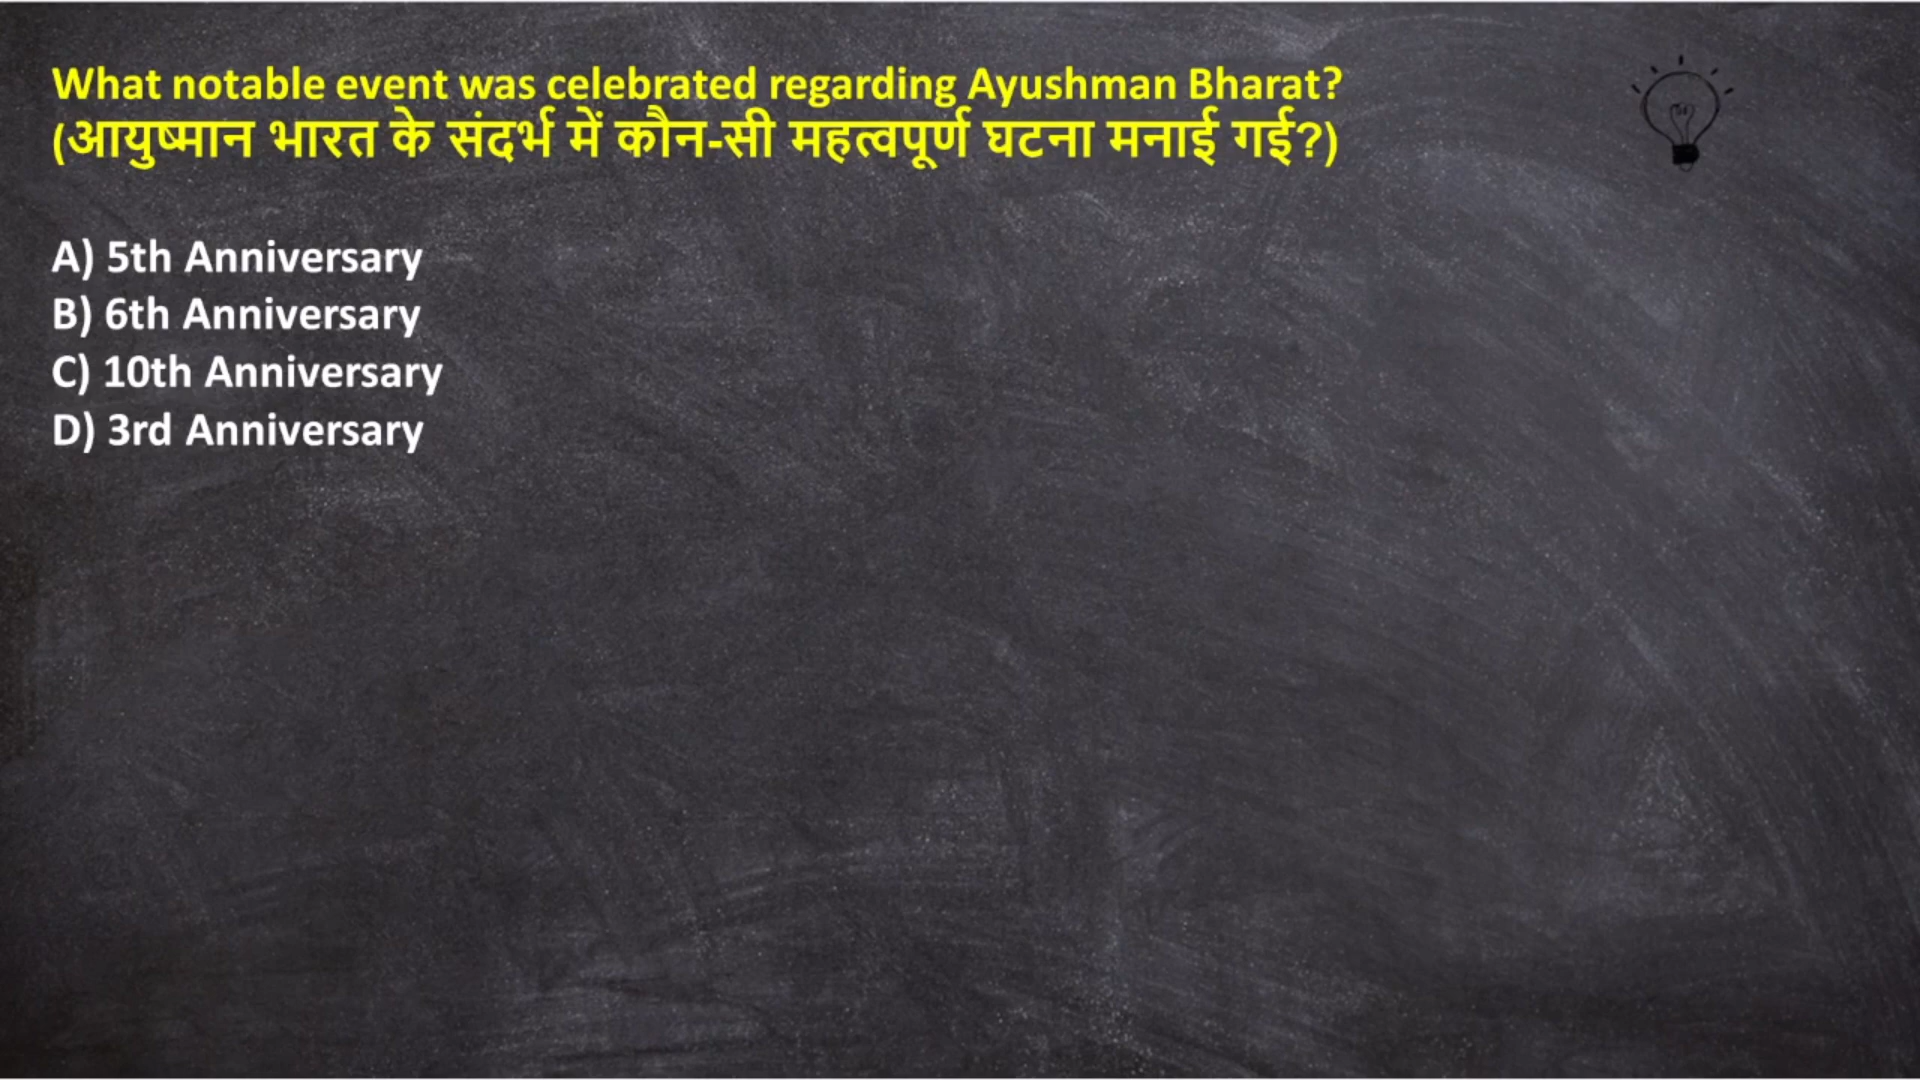 What notable event was celebrated regarding Ayushman Bharat?
(आयुष्मान भारत के संदर्भ में कौन-सी महत्वपूर्ण घटना मनाई गई?)
A) 5th Anniversary
B) 6th Anniversary
C) 10th Anniversary
D) 3rd Anniversary